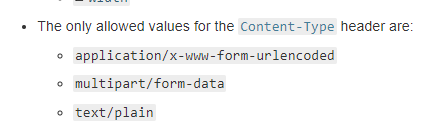 The only allowed values for the Content-Type header are:
application/x-www-form-urlencoded
multipart/form-data
text/plain